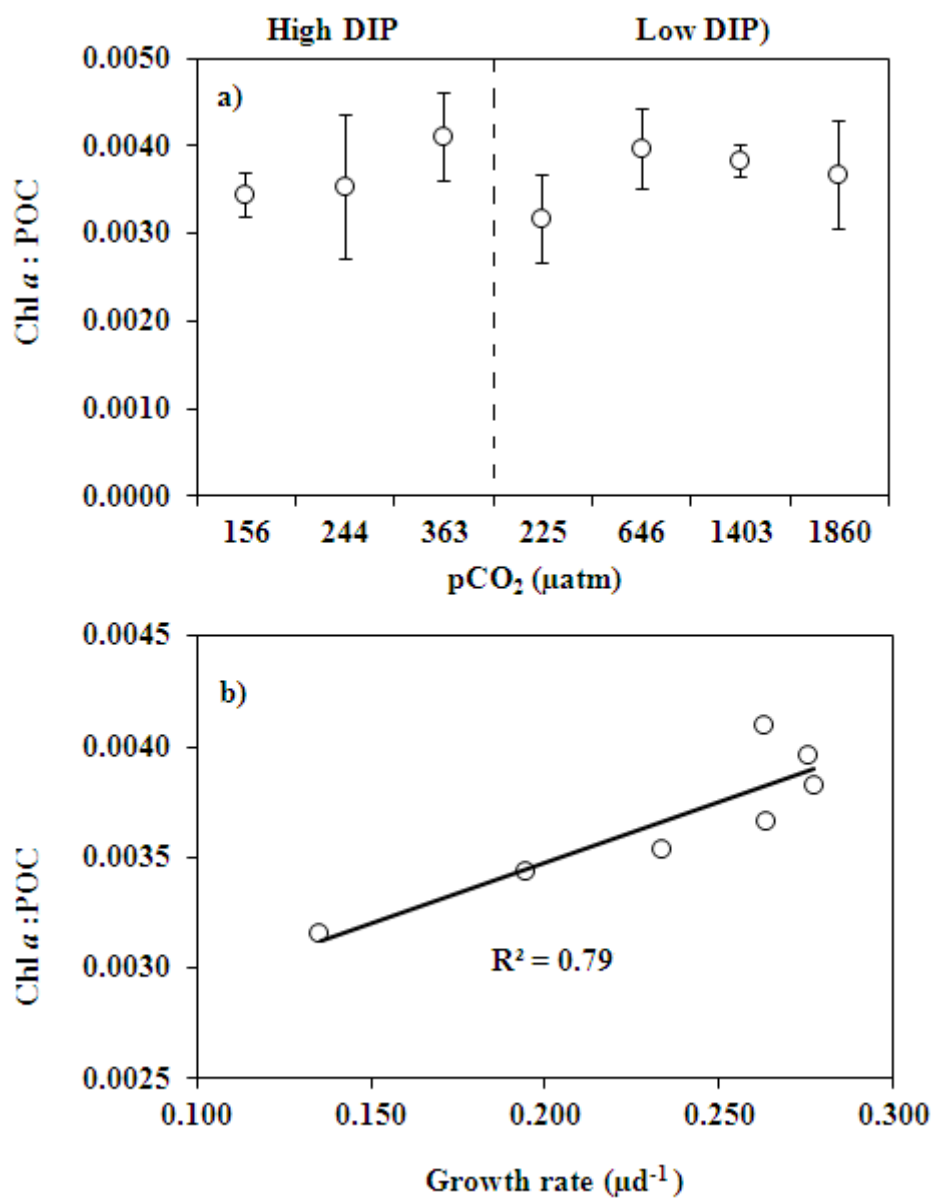 High DIP Low DIP)
0.0050
a)
0.0040
0.0030
0.0020
0.0010
0.0000
Chl a : POC
156 244 363 225 646 1403 1860
pCO₂ (µatm)
0.0045
b)
0.0040
0.0035
0.0030
0.0025
Chl a :POC
R² = 0.79
0.100 0.150 0.200 0.250 0.300
Growth rate (µd⁻¹)